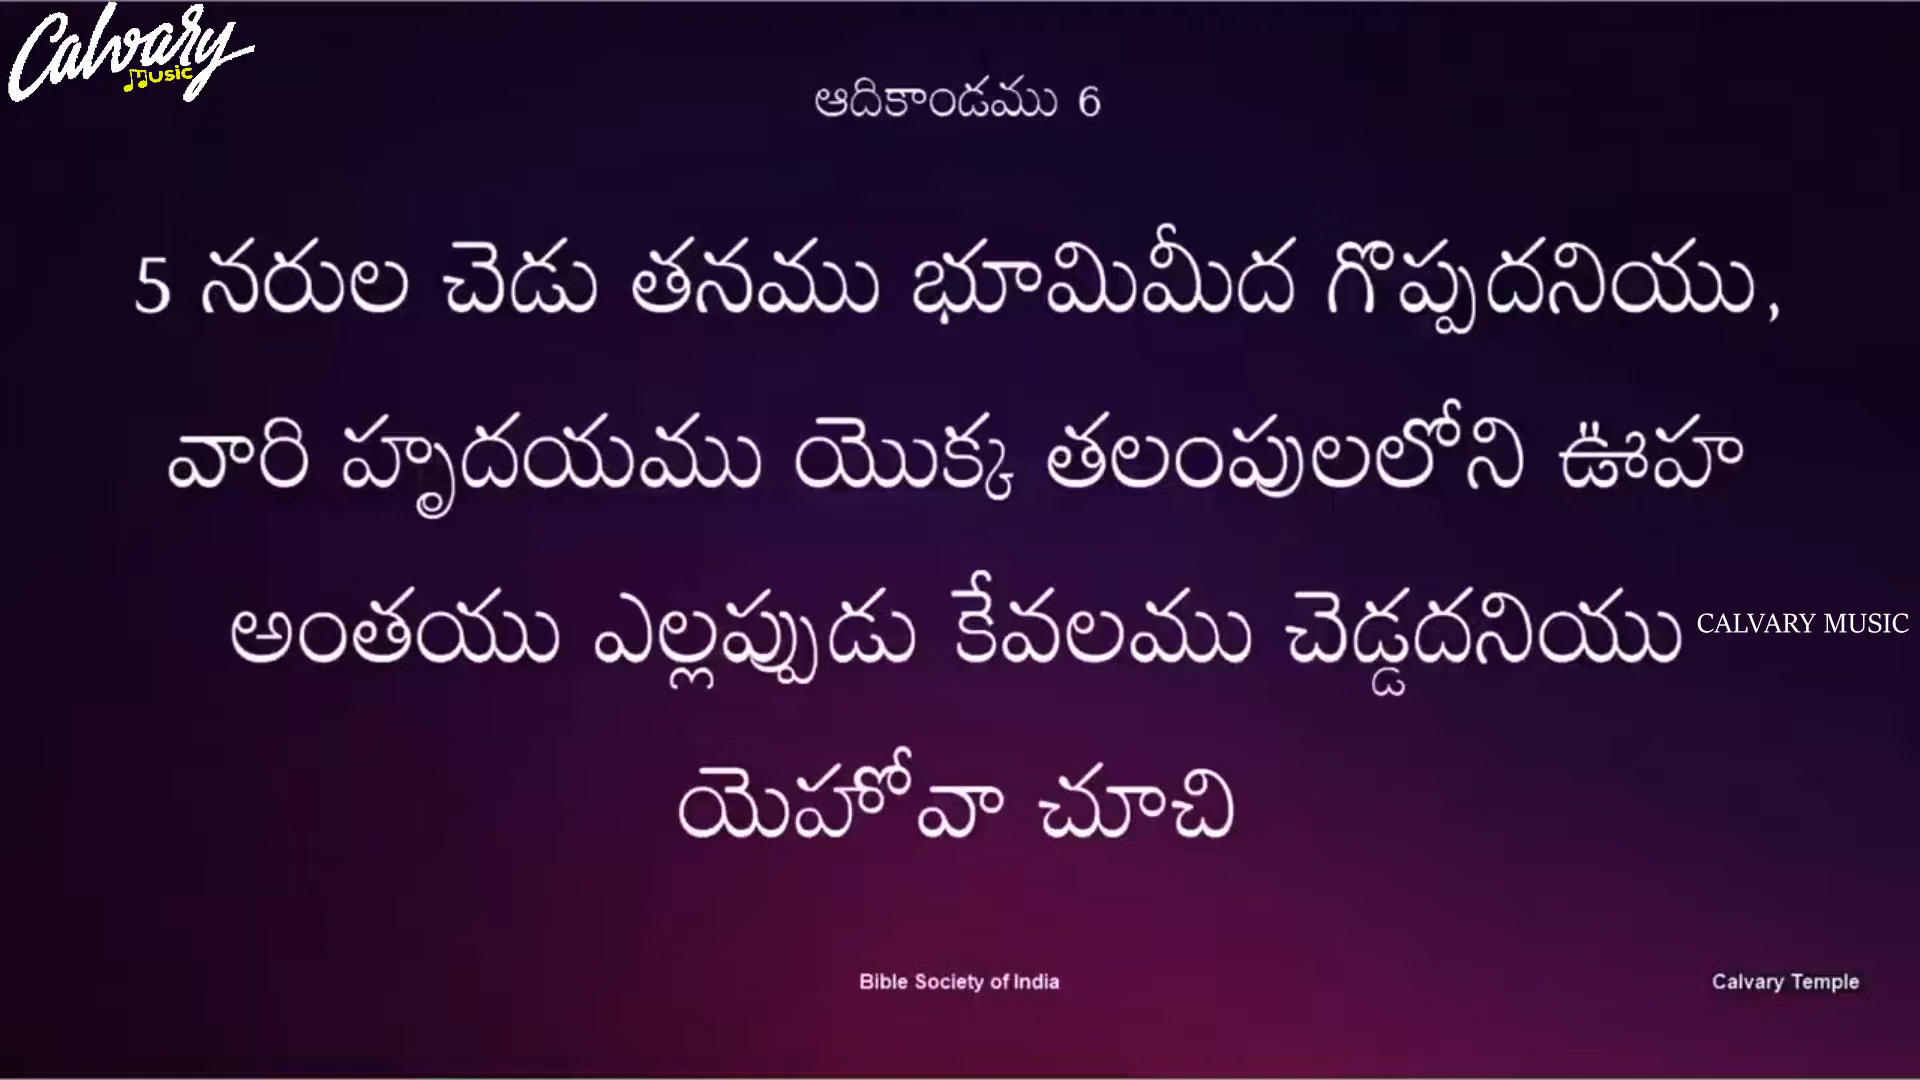 Calvary
Music
ఆదికాండము 6
5 నరుల చెడు తనము భూమిమీద గొప్పదనియు,
వారి హృదయము యొక్క తలంపులలోని ఊహ
అంతయు ఎల్లప్పుడు కేవలము చెడ్డదనియు
CALVARY MUSIC
యెహోవా చూచి
Bible Society of India
Calvary Temple